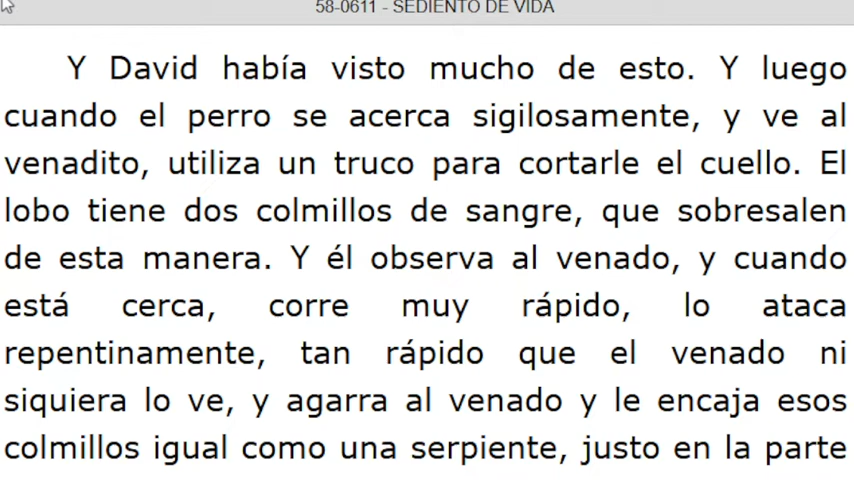 58-0611 - SEDIENTO DE VIDA
Y David había visto mucho de esto. Y luego
cuando el perro se acerca sigilosamente, y ve al
venadito, utiliza un truco para cortarle el cuello. El
lobo tiene dos colmillos de sangre, que sobresalen
de esta manera. Y él observa al venado, y cuando
está cerca, corre muy rápido, lo ataca
repentinamente, tan rápido que el venado ni
siquiera lo ve, y agarra al venado y le encaja esos
colmillos igual como una serpiente, justo en la parte